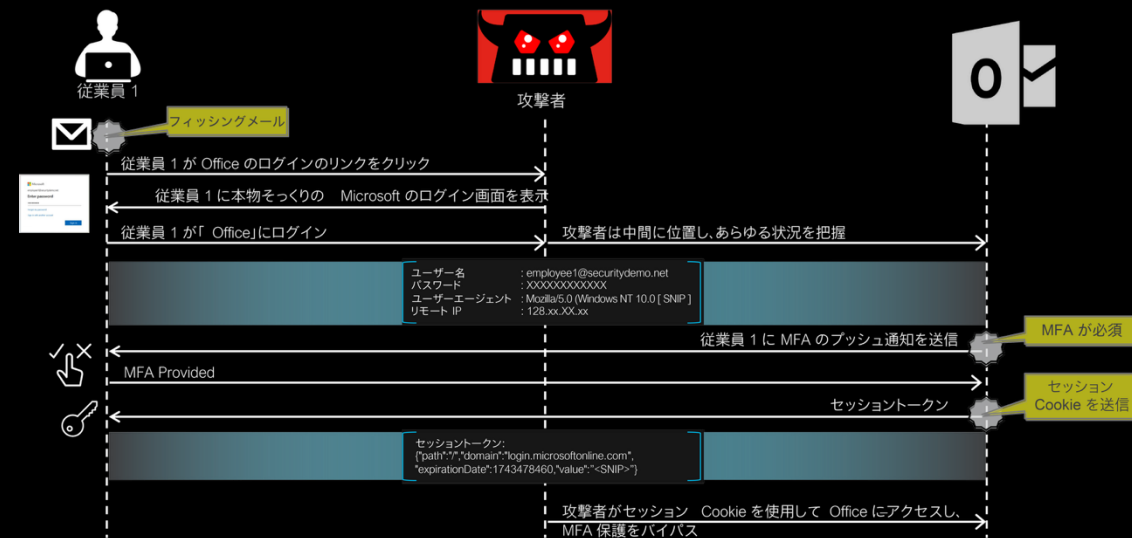 従業員 1
攻撃者
フィッシングメール
従業員 1 が Office のログインのリンクをクリック
従業員 1 に本物そっくりの Microsoft のログイン画面を表示
Microsoft
Enter password
従業員 1 が「 Office」にログイン
攻撃者は中間に位置し、あらゆる状況を把握
ユーザー名 : employee1@securitydemo.net
パスワード : XXXXXXXXXXXX
ユーザーエージェント : Mozilla/5.0 (Windows NT 10.0 [ SNIP ]
リモート IP : 128.xx.XX.xx
MFA が必須
従業員 1 に MFA のプッシュ通知を送信
MFA Provided
セッション
Cookie を送信
セッショントークン
セッショントークン:
{"path":"/","domain":"login.microsoftonline.com",
"expirationDate":1743478460,"value":"<SNIP>"}
攻撃者がセッション Cookie を使用して Office にアクセスし、
MFA 保護をバイパス